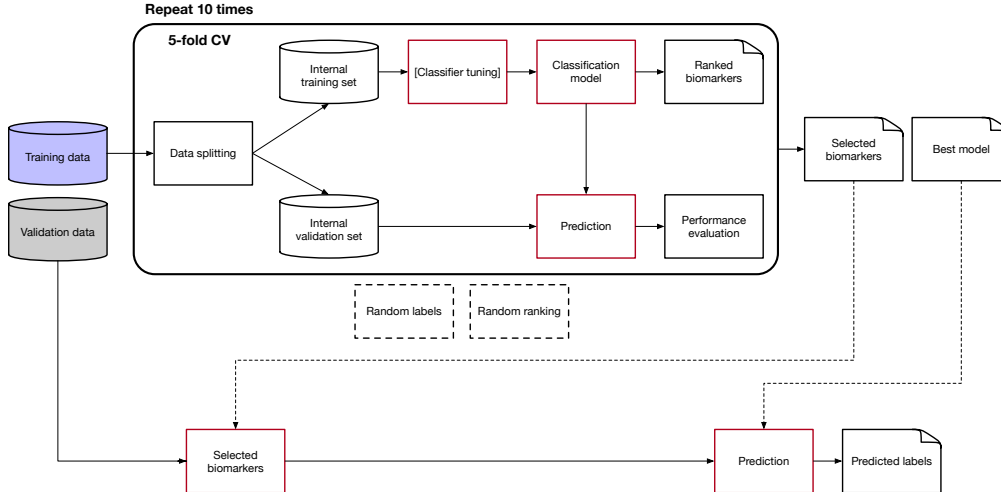 Repeat 10 times
5-fold CV
Internal
training set
[Classifier tuning]
Classification
model
Ranked
biomarkers
Training data
Data splitting
Selected
biomarkers
Best model
Validation data
Internal
validation set
Prediction
Performance
evaluation
Random labels
Random ranking
Selected
biomarkers
Prediction
Predicted labels